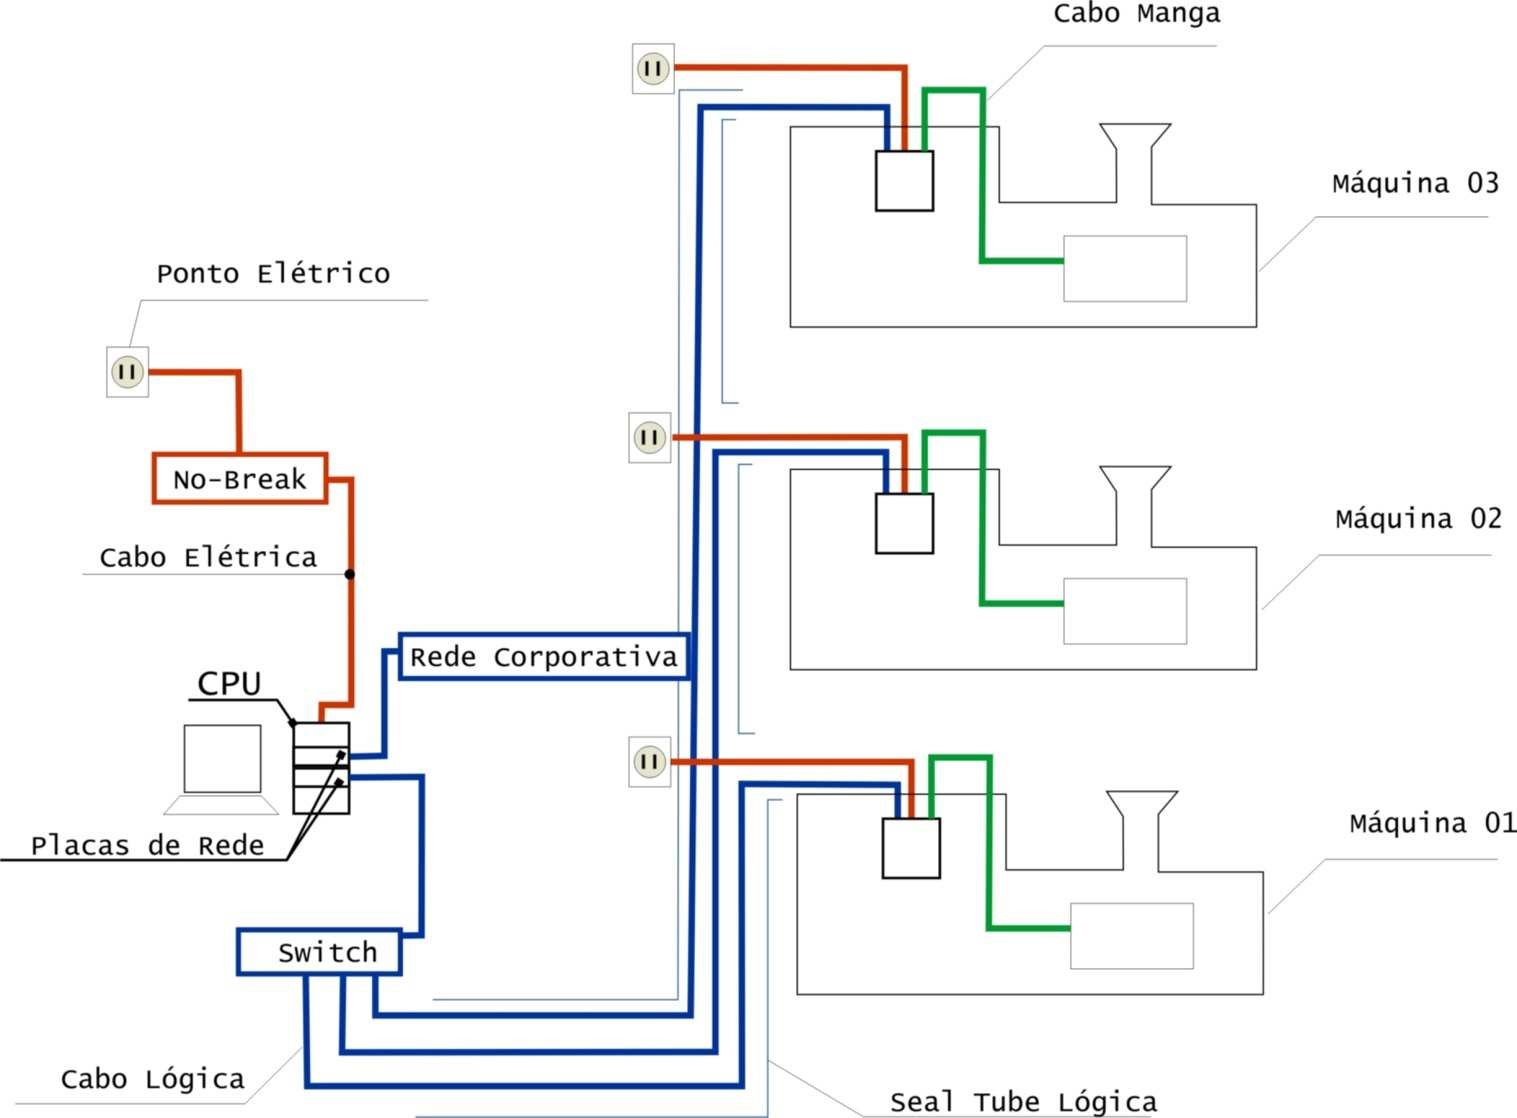 Cabo Manga
Máquina 03
Ponto Elétrico
No-Break
Máquina 02
Cabo Elétrica
Rede Corporativa
CPU
Máquina 01
Placas de Rede
Switch
Cabo Lógica
Seal Tube Lógica